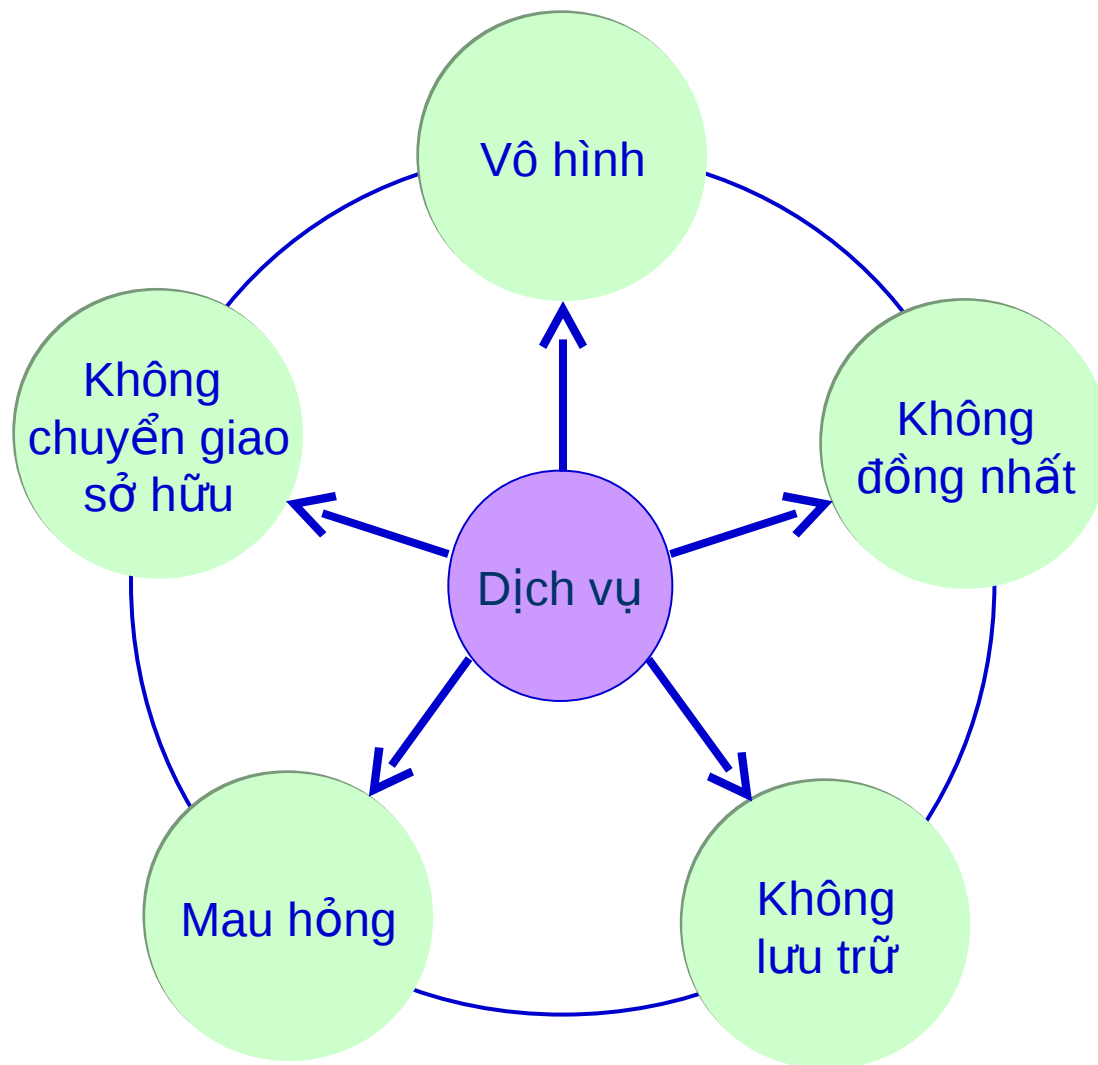 Vô hình
Không
chuyển giao
sở hữu
Không
đồng nhất
Dịch vụ
Mau hỏng
Không
lưu trữ